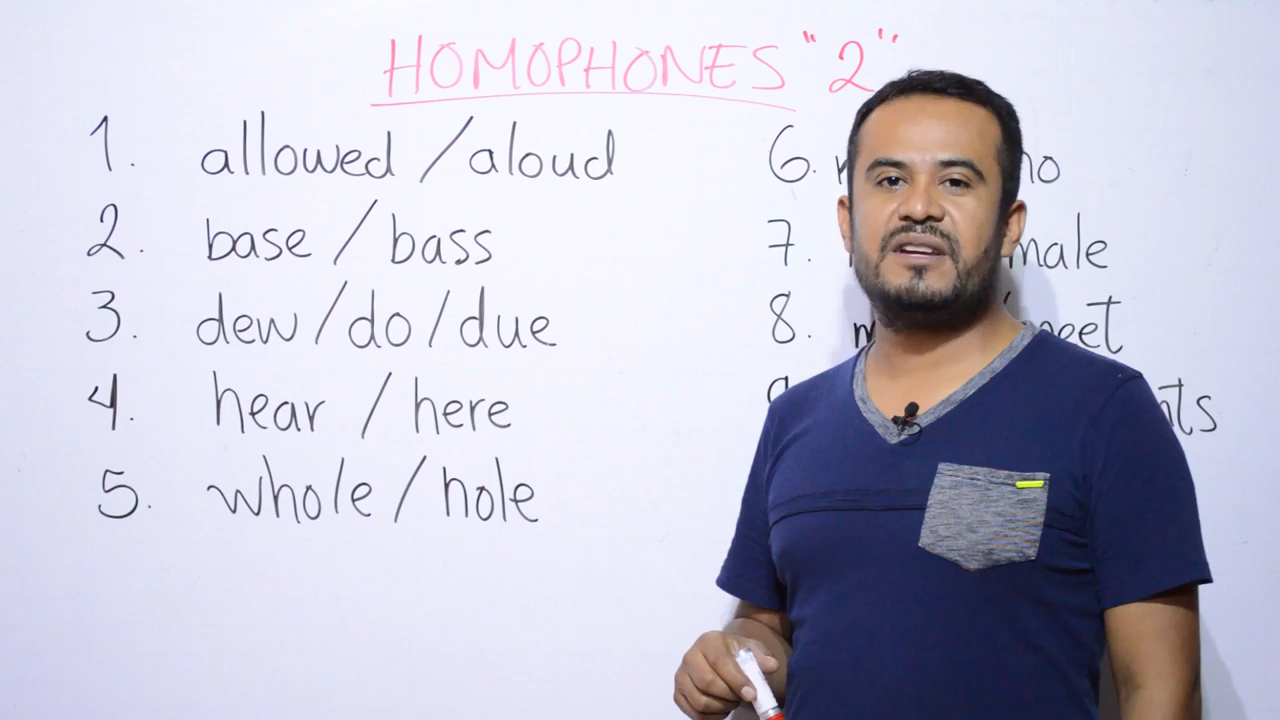 HOMOPHONES "2"
1. allowed / aloud
2. base / bass
3. dew / do / due
4. hear / here
5. whole / hole
6.
7. male
8.